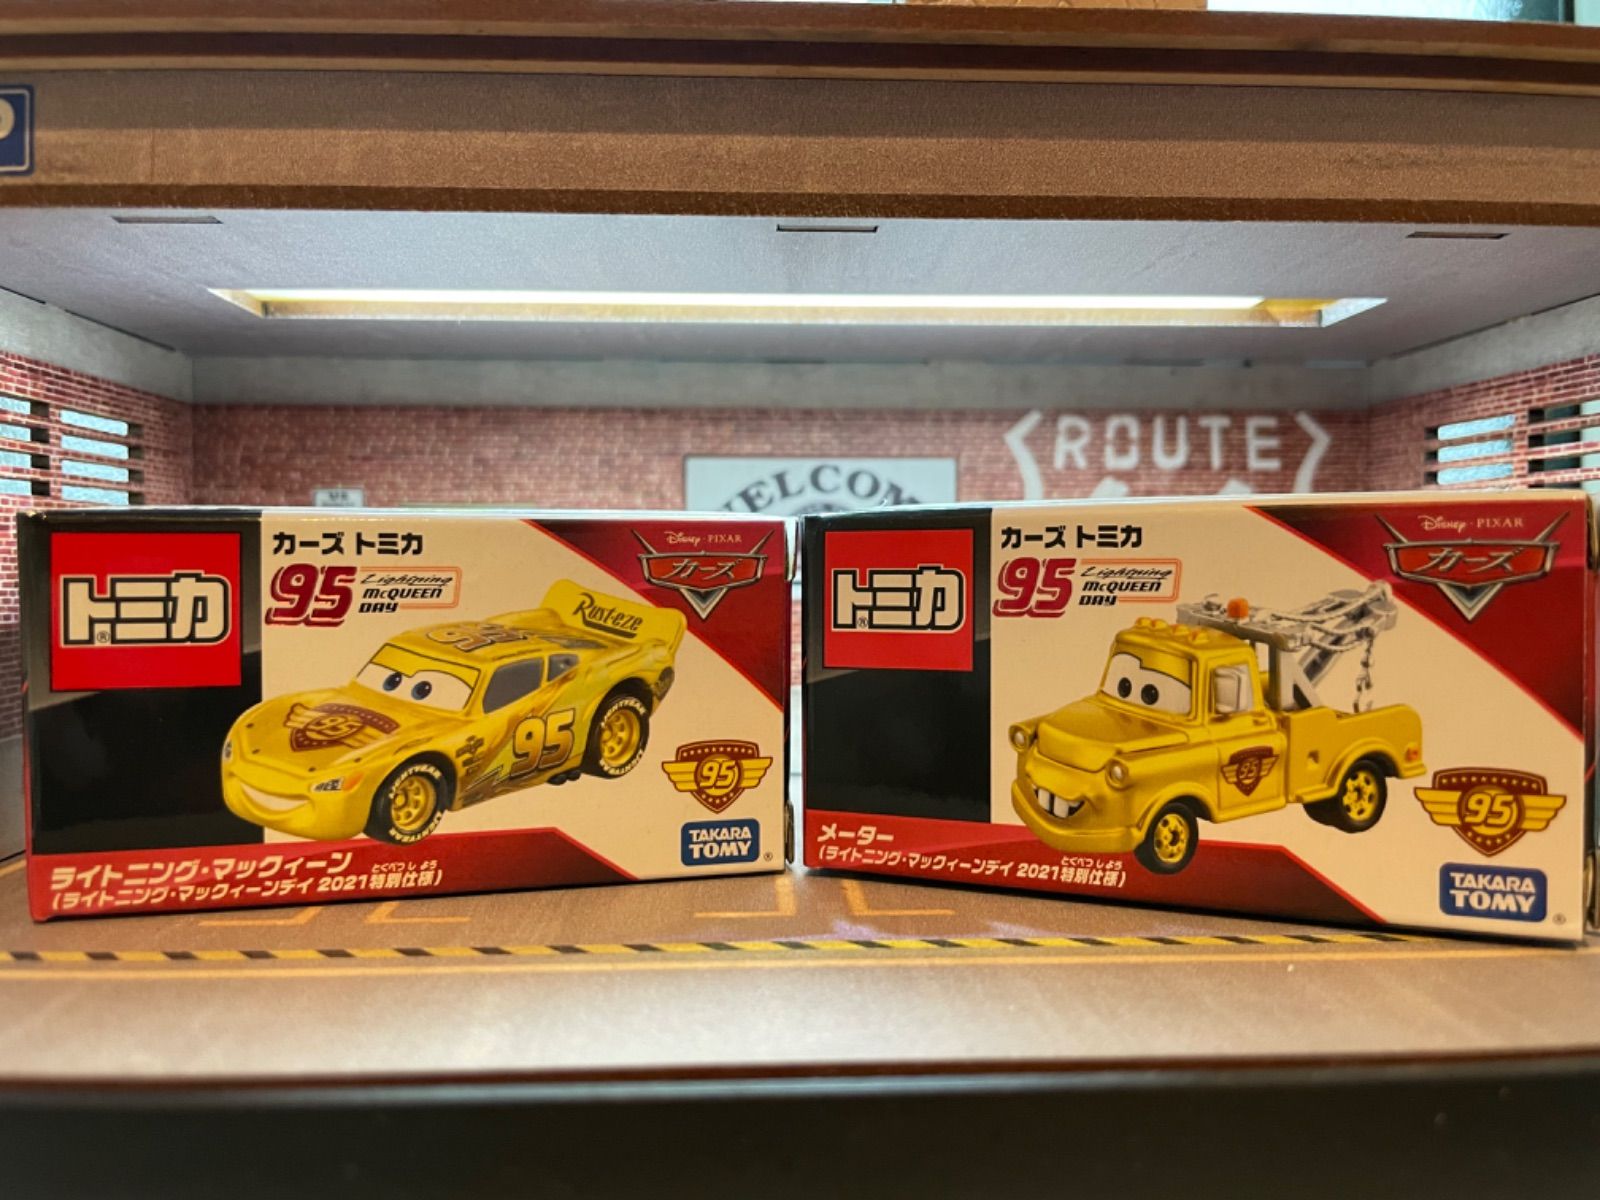 ROUTE
WELCOME
トミカ
カーズ トミカ
95 Lightning
McQUEEN
DAY
Disney・PIXAR
カーズ
Rust-eze
95
LIGHTYEAR
LIGHTYEAR
95
95
TAKARA
TOMY
ライトニング・マックィーン
とくべつ しよう
(ライトニング・マックィーンデイ 2021特別仕様)
トミカ
カーズ トミカ
95 Lightning
McQUEEN
DAY
Disney・PIXAR
カーズ
95
95
TAKARA
TOMY
メーター
とくべつ しよう
(ライトニング・マックィーンデイ 2021特別仕様)